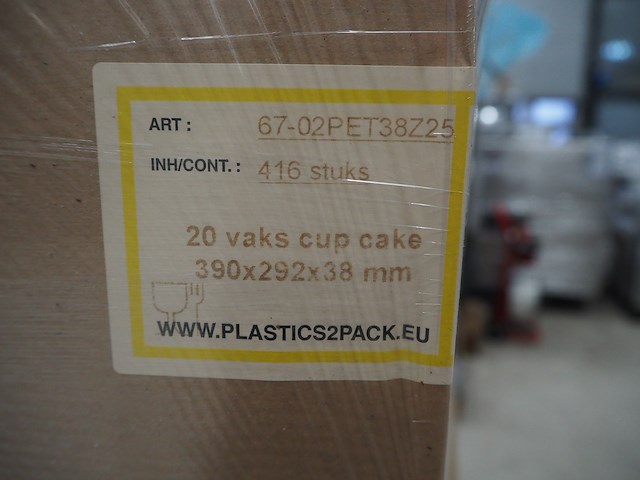 ART : 67-02PET38Z25
INH/CONT. : 416 stuks
20 vaks cup cake
390x292x38 mm
WWW.PLASTICS2PACK.EU